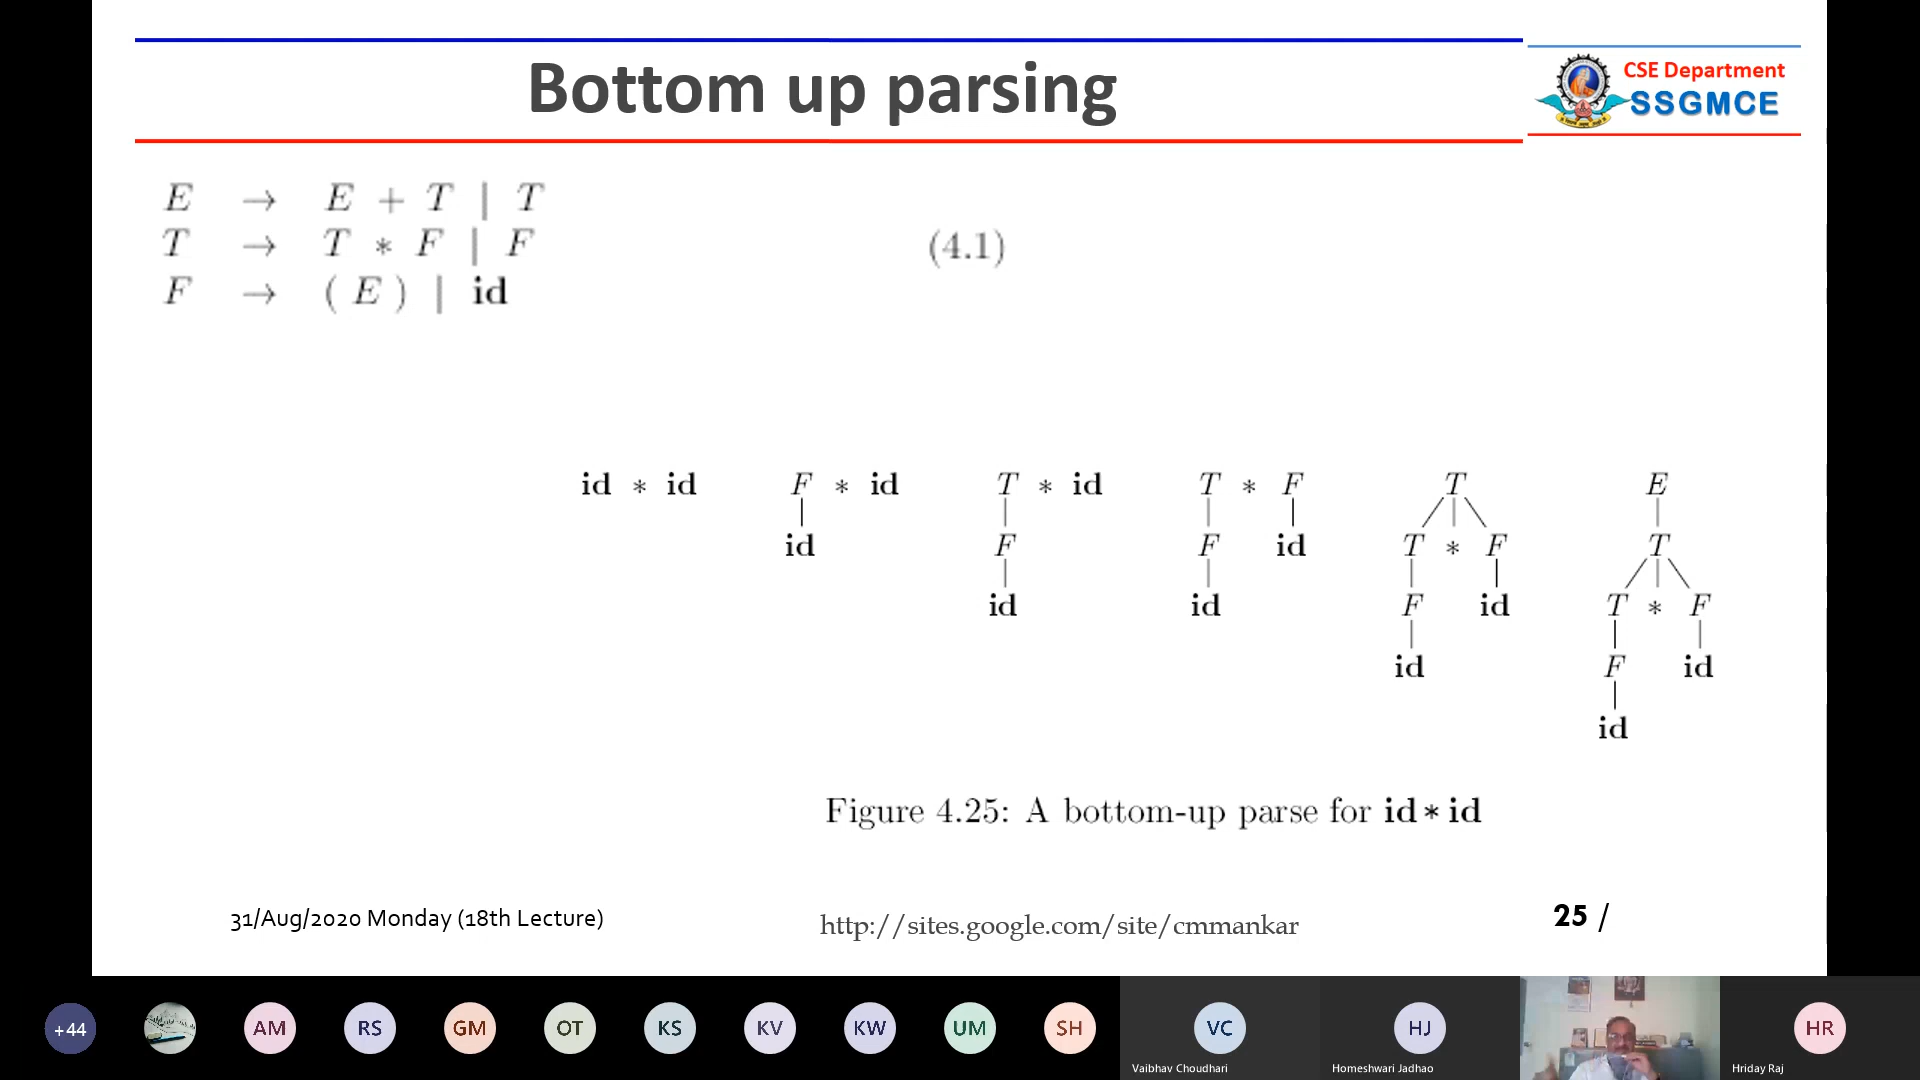 Bottom up parsing
CSE Department
SSGMCE
E → E + T | T
T → T * F | F
F → ( E ) | id
(4.1)
id * id F * id T * id T * F T E
id F F id T * F T
id id F id T * F
id F id
id
Figure 4.25: A bottom-up parse for id * id
31/Aug/2020 Monday (18th Lecture)
http://sites.google.com/site/cmmankar
25 /
+44 AM RS GM OT KS KV KW UM SH VC HJ HR
Vaibhav Choudhari Homeshwari Jadhao Hriday Raj